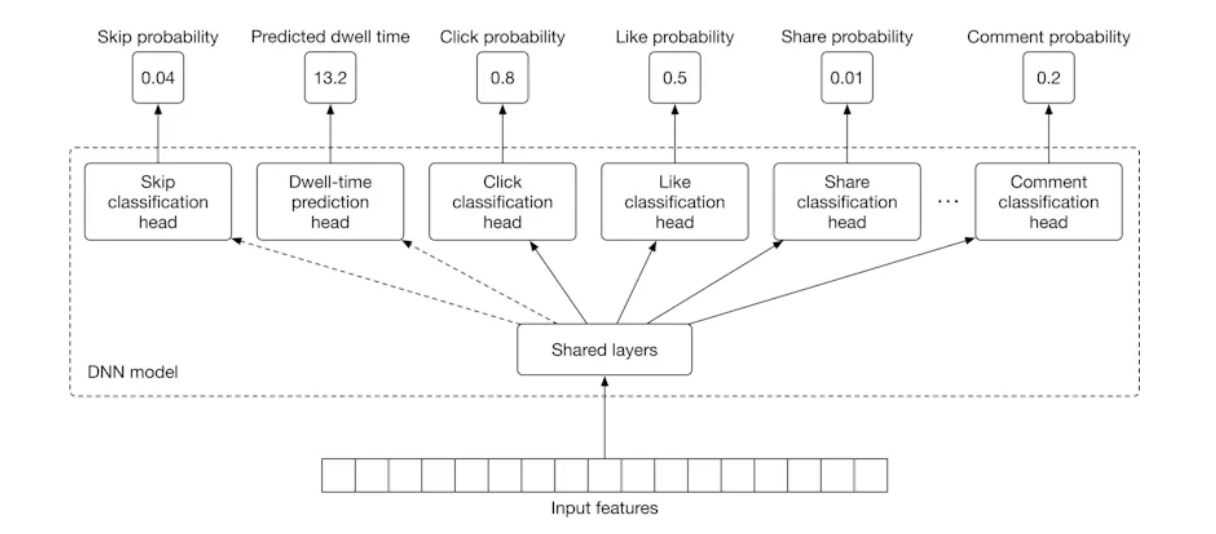 Skip probability
Predicted dwell time
Click probability
Like probability
Share probability
Comment probability
0.04
13.2
0.8
0.5
0.01
0.2
Skip
classification
head
Dwell-time
prediction
head
Click
classification
head
Like
classification
head
Share
classification
head
...
Comment
classification
head
Shared layers
DNN model
Input features